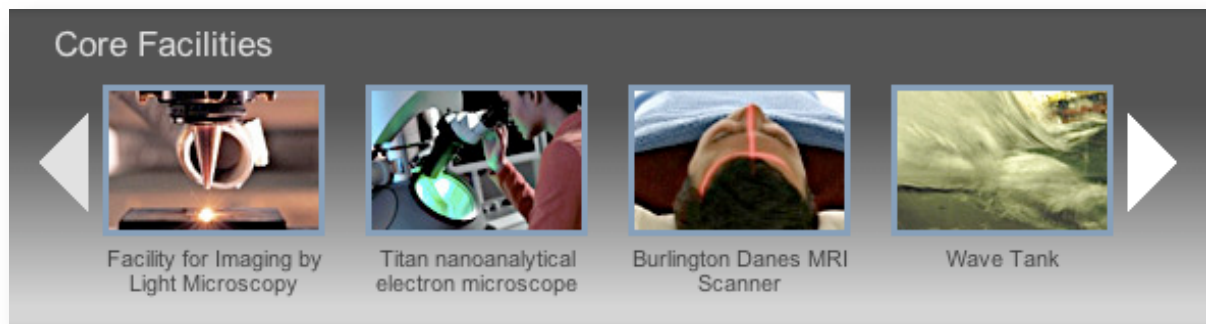 Core Facilities
Facility for Imaging by
Light Microscopy
Titan nanoanalytical
electron microscope
Burlington Danes MRI
Scanner
Wave Tank